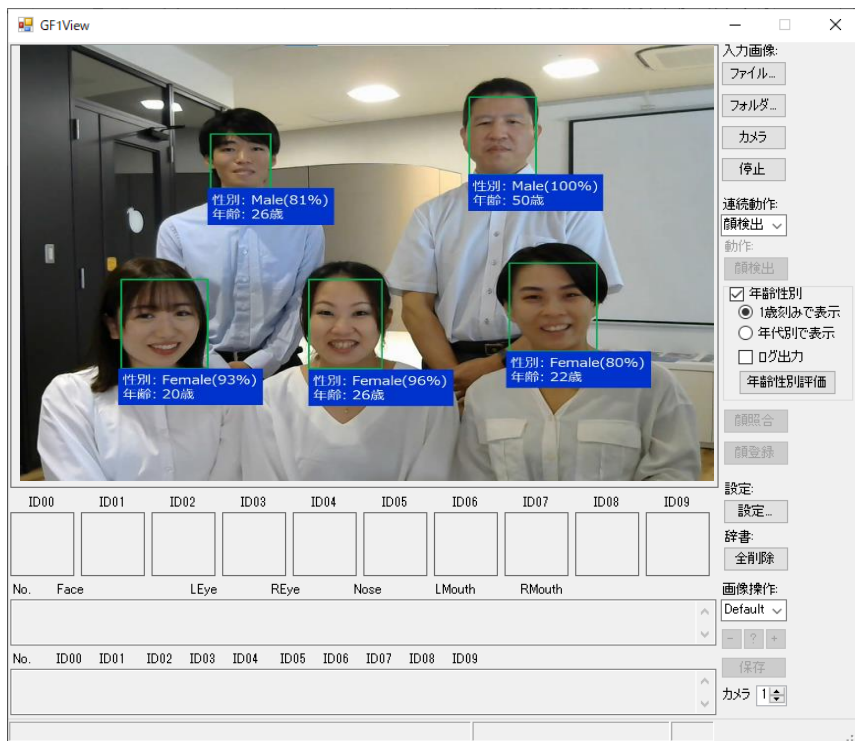 GF1View
入力画像:
ファイル...
フォルダ...
カメラ
停止
連続動作:
顔検出
動作:
顔検出
年齢性別
1歳刻みで表示
年代別で表示
ログ出力
年齢性別評価
顔照合
顔登録
設定:
設定...
辞書:
全削除
画像操作:
Default
- ? +
保存
カメラ 1
性別: Male(81%)
年齢: 26歳
性別: Male(100%)
年齢: 50歳
性別: Female(93%)
年齢: 20歳
性別: Female(96%)
年齢: 26歳
性別: Female(80%)
年齢: 22歳
ID00 ID01 ID02 ID03 ID04 ID05 ID06 ID07 ID08 ID09
No. Face LEye REye Nose LMouth RMouth
No. ID00 ID01 ID02 ID03 ID04 ID05 ID06 ID07 ID08 ID09